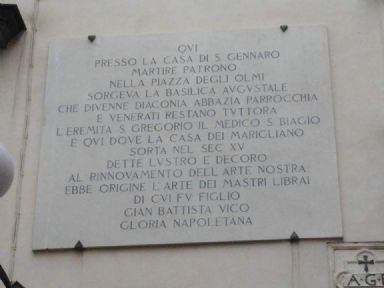 QVI
PRESSO LA CASA DI S. GENNARO
MARTIRE PATRONO
NELLA PIAZZA DEGLI OLMI
SORGEVA LA BASILICA AVGVSTALE
CHE DIVENNE DIACONIA ABBAZIA PARROCCHIA
E VENERATI RESTANO TVTTORA
L'EREMITA S. GREGORIO IL MEDICO S. BIAGIO
E QVI DOVE LA CASA DEI MARIGLIANO
SORTA NEL SEC XV
DETTE LVSTRO E DECORO
AL RINNOVAMENTO DELL'ARTE NOSTRA
EBBE ORIGINE L'ARTE DEI MASTRI LIBRAI
DI CVI FV FIGLIO
GIAN BATTISTA VICO
GLORIA NAPOLETANA